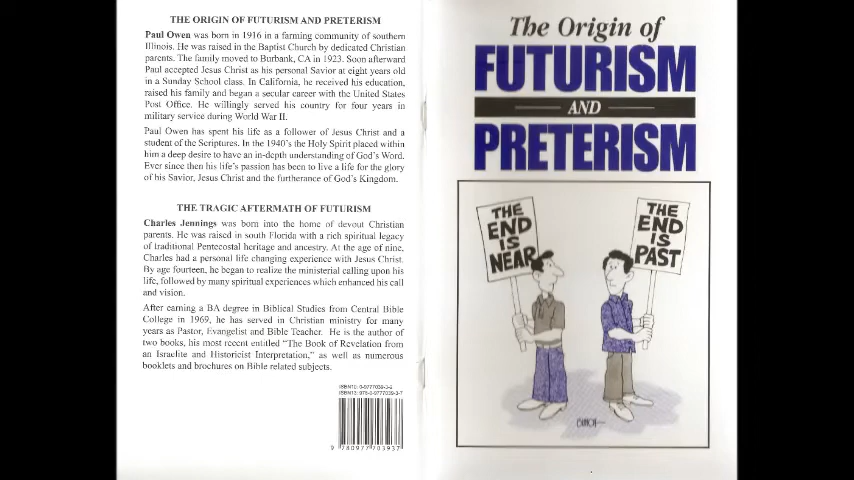 THE ORIGIN OF FUTURISM AND PRETERISM
Paul Owen was born in 1916 in a farming community of southern
Illinois. He was raised in the Baptist Church by dedicated Christian
parents. The family moved to Burbank, CA in 1923. Soon afterward
Paul accepted Jesus Christ as his personal Savior at eight years old
in a Sunday School class. In California, he received his education,
raised his family and began a secular career with the United States
Post Office. He willingly served his country for four years in
military service during World War II.
Paul Owen has spent his life as a follower of Jesus Christ and a
student of the Scriptures. In the 1940's the Holy Spirit placed within
him a deep desire to have an in-depth understanding of God's Word.
Ever since then his life's passion has been to live a life for the glory
of his Savior, Jesus Christ and the furtherance of God's Kingdom.
THE TRAGIC AFTERMATH OF FUTURISM
Charles Jennings was born into the home of devout Christian
parents. He was raised in south Florida with a rich spiritual legacy
of traditional Pentecostal heritage and ancestry. At the age of nine,
Charles had a personal life changing experience with Jesus Christ.
By age fourteen, he began to realize the ministerial calling upon his
life, followed by many spiritual experiences which enhanced his call
and vision.
After earning a BA degree in Biblical Studies from Central Bible
College in 1969, he has served in Christian ministry for many
years as Pastor, Evangelist and Bible Teacher. He is the author of
two books, his most recent entitled “The Book of Revelation from
an Israelite and Historicist Interpretation,” as well as numerous
booklets and brochures on Bible related subjects.
The Origin of
FUTURISM
AND
PRETERISM
THE
END
IS
NEAR
THE
END
IS
PAST